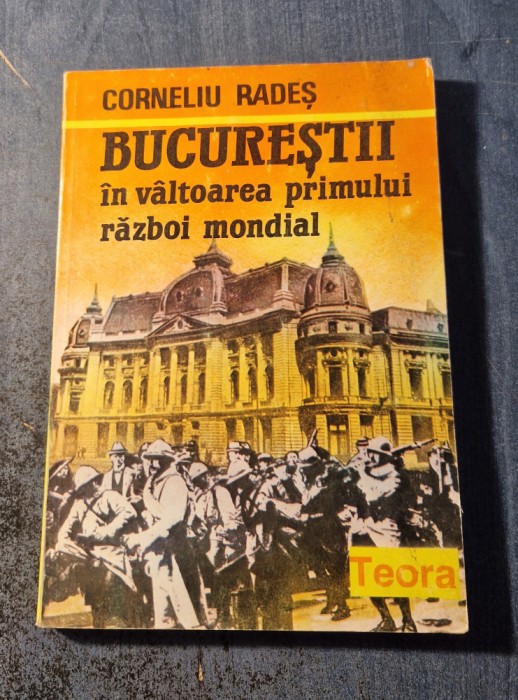 CORNELIU RADEȘ
BUCUREȘTII
în vâltoarea primului
război mondial
Teora